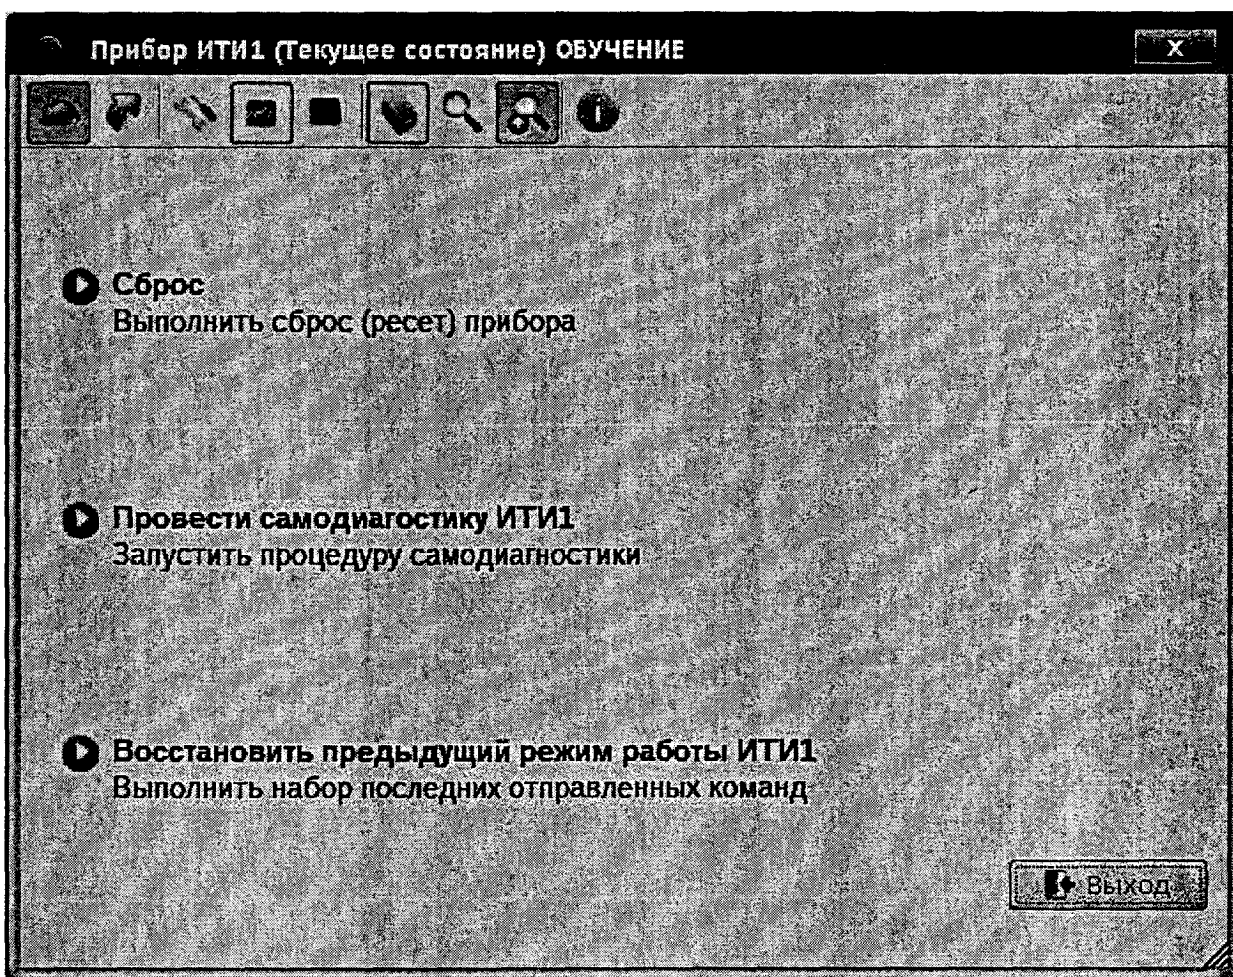 Прибор ИТИ1 (Текущее состояние) ОБУЧЕНИЕ
X
Сброс
Выполнить сброс (ресет) прибора
Провести самодиагостику ИТИ1
Запустить процедуру самодиагностики
Восстановить предыдущий режим работы ИТИ1
Выполнить набор последних отправленных команд
Выход